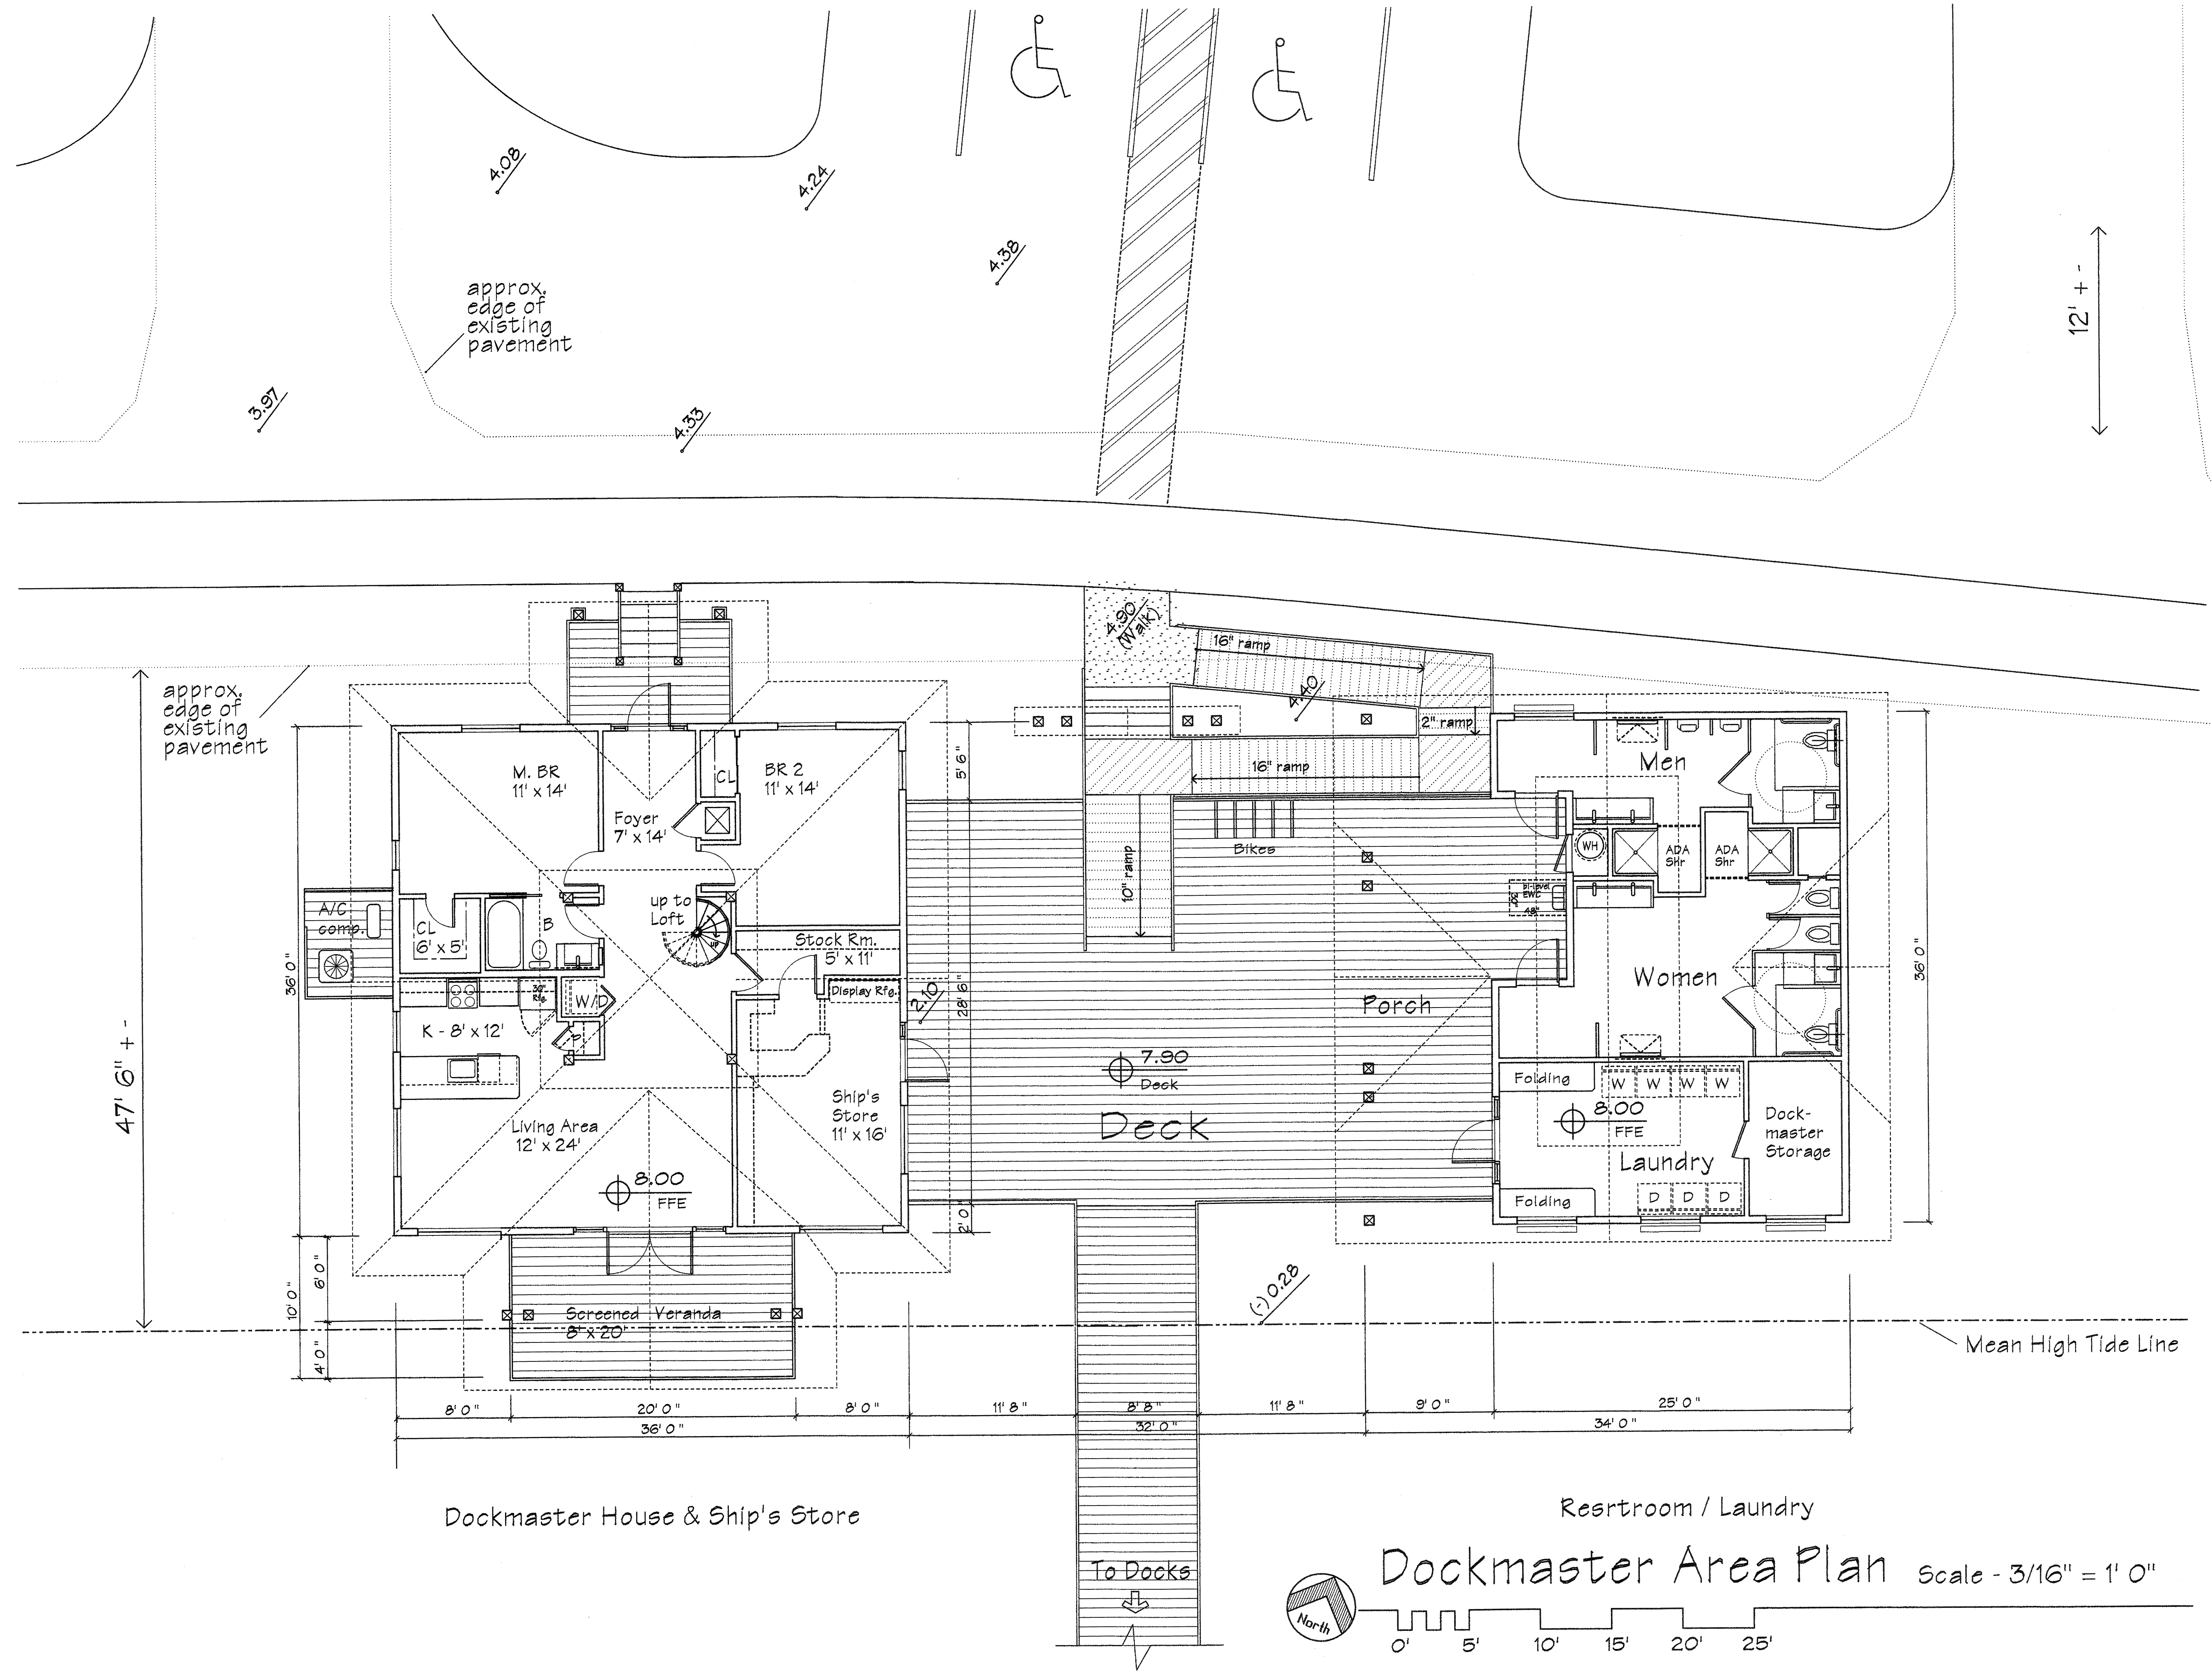 4.08
4.24
4.38
approx.
edge of
existing
pavement
12' + -
3.97
4.33
4.90
(Walk)
16" ramp
approx.
edge of
existing
pavement
4.40
2" ramp
16" ramp
5' 6"
Men
M. BR
11' x 14'
CL
BR 2
11' x 14'
Foyer
7' x 14'
Bikes
10" ramp
WH
ADA
Shr
ADA
Shr
bi-level
EWC
48"
A/C
comp.
CL
6' x 5'
B
up to
Loft
UP
Stock Rm.
5' x 11'
Display Rfg.
2.10
28' 6"
36' 0"
36' 0"
30"
Rfg.
W/D
K - 8' x 12'
P
Women
Porch
47' 6" + -
7.90
Deck
Deck
Folding
W W W W
8.00
FFE
Dock-
master
Storage
Laundry
Folding
D D D
Ship's
Store
11' x 16'
Living Area
12' x 24'
8.00
FFE
2' 0"
6' 0"
10' 0"
4' 0"
Screened Veranda
8' x 20'
(-) 0.28
Mean High Tide Line
8' 0"
20' 0"
8' 0"
11' 8"
8' 8"
11' 8"
9' 0"
25' 0"
36' 0"
32' 0"
34' 0"
Dockmaster House & Ship's Store
Resrtroom / Laundry
To Docks
North
Dockmaster Area Plan Scale - 3/16" = 1' 0"
0' 5' 10' 15' 20' 25'